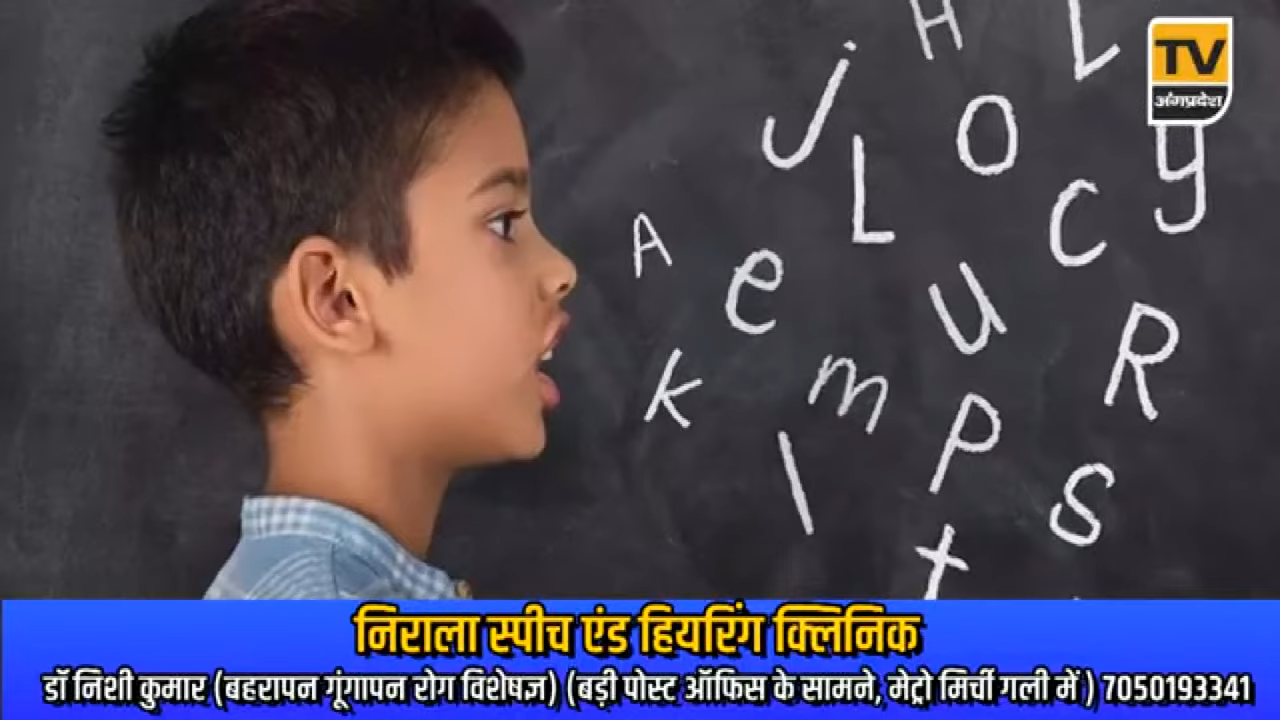 H
L
TV
अंगप्रदेश
J
L
O
y
C
A
e
u
R
K
m
P
l
S
t
निराला स्पीच एंड हियरिंग क्लिनिक
डॉ निशी कुमार (बहरापन गूंगापन रोग विशेषज्ञ) (बड़ी पोस्ट ऑफिस के सामने, मेट्रो मिर्ची गली में ) 7050193341